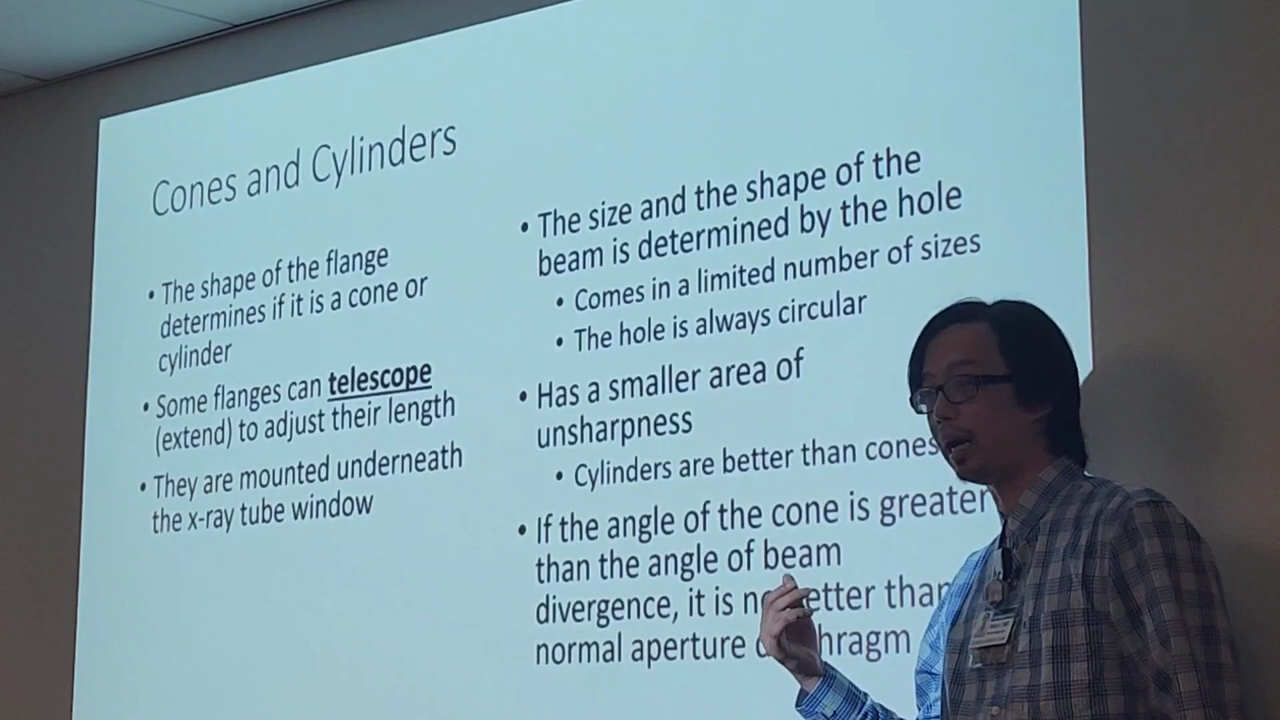 Cones and Cylinders
• The shape of the flange
determines if it is a cone or
cylinder
• Some flanges can telescope
(extend) to adjust their length
• They are mounted underneath
the x-ray tube window
• The size and the shape of the
beam is determined by the hole
• Comes in a limited number of sizes
• The hole is always circular
• Has a smaller area of
unsharpness
• Cylinders are better than cones
• If the angle of the cone is greater
than the angle of beam
divergence, it is no better than
normal aperture